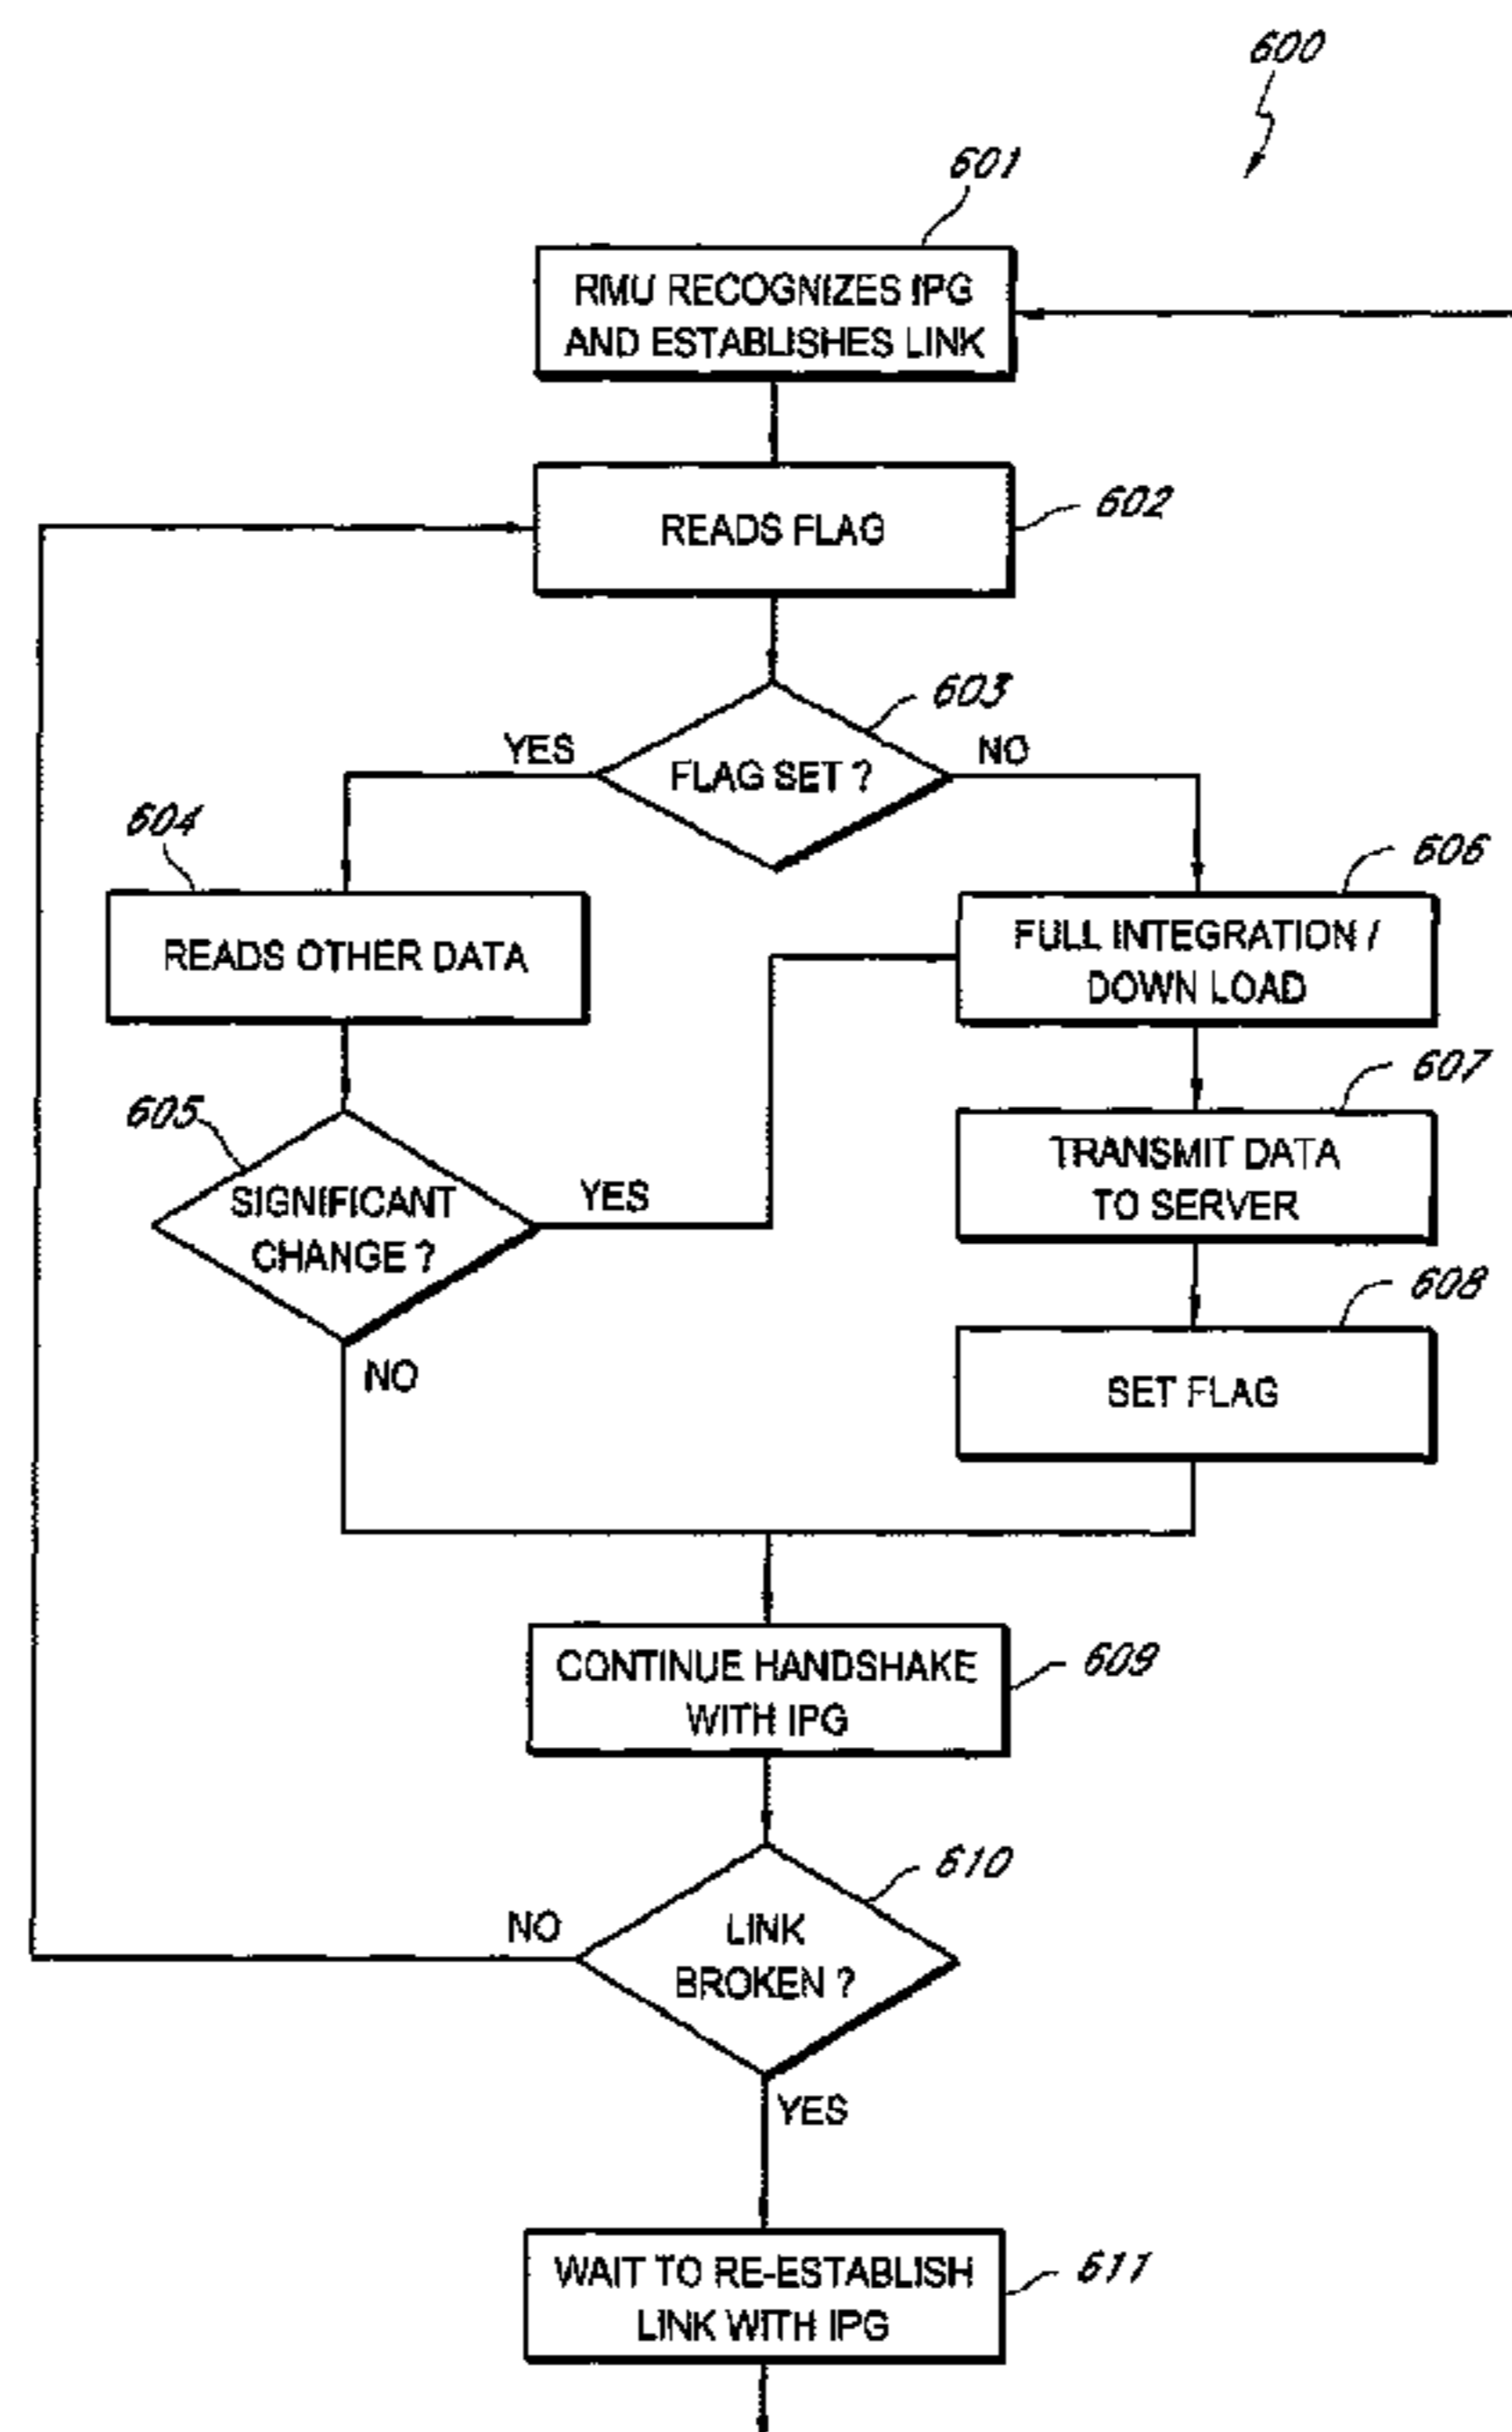 600
601
RMU RECOGNIZES IPG
AND ESTABLISHES LINK
602
READS FLAG
603
YES
FLAG SET ?
NO
604
606
READS OTHER DATA
FULL INTEGRATION /
DOWN LOAD
607
605
TRANSMIT DATA
TO SERVER
SIGNIFICANT
CHANGE ?
YES
608
NO
SET FLAG
609
CONTINUE HANDSHAKE
WITH IPG
610
NO
LINK
BROKEN ?
YES
611
WAIT TO RE-ESTABLISH
LINK WITH IPG